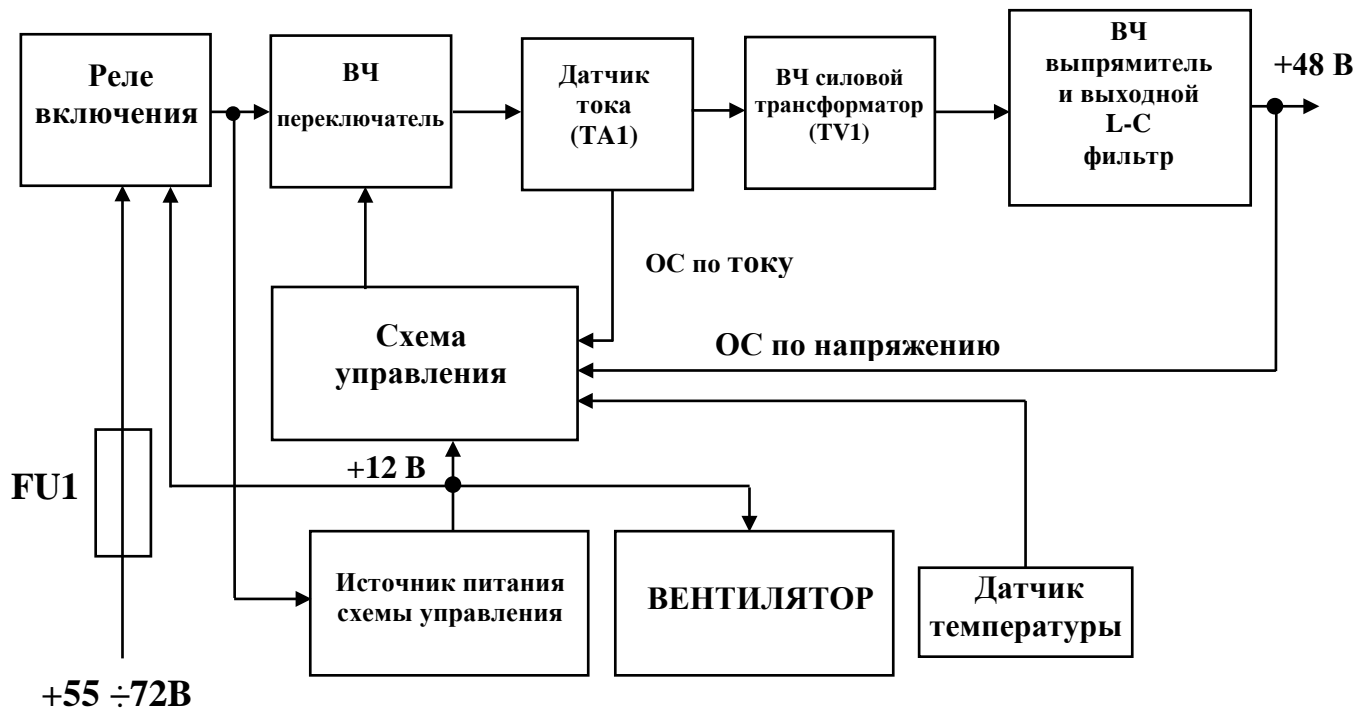 Реле
включения
ВЧ
переключатель
Датчик
тока
(ТА1)
ВЧ силовой
трансформатор
(TV1)
ВЧ
выпрямитель
и выходной
L-C
фильтр
+48 В
ОС по току
Схема
управления
ОС по напряжению
FU1
+12 В
Источник питания
схемы управления
ВЕНТИЛЯТОР
Датчик
температуры
+55 ÷72В